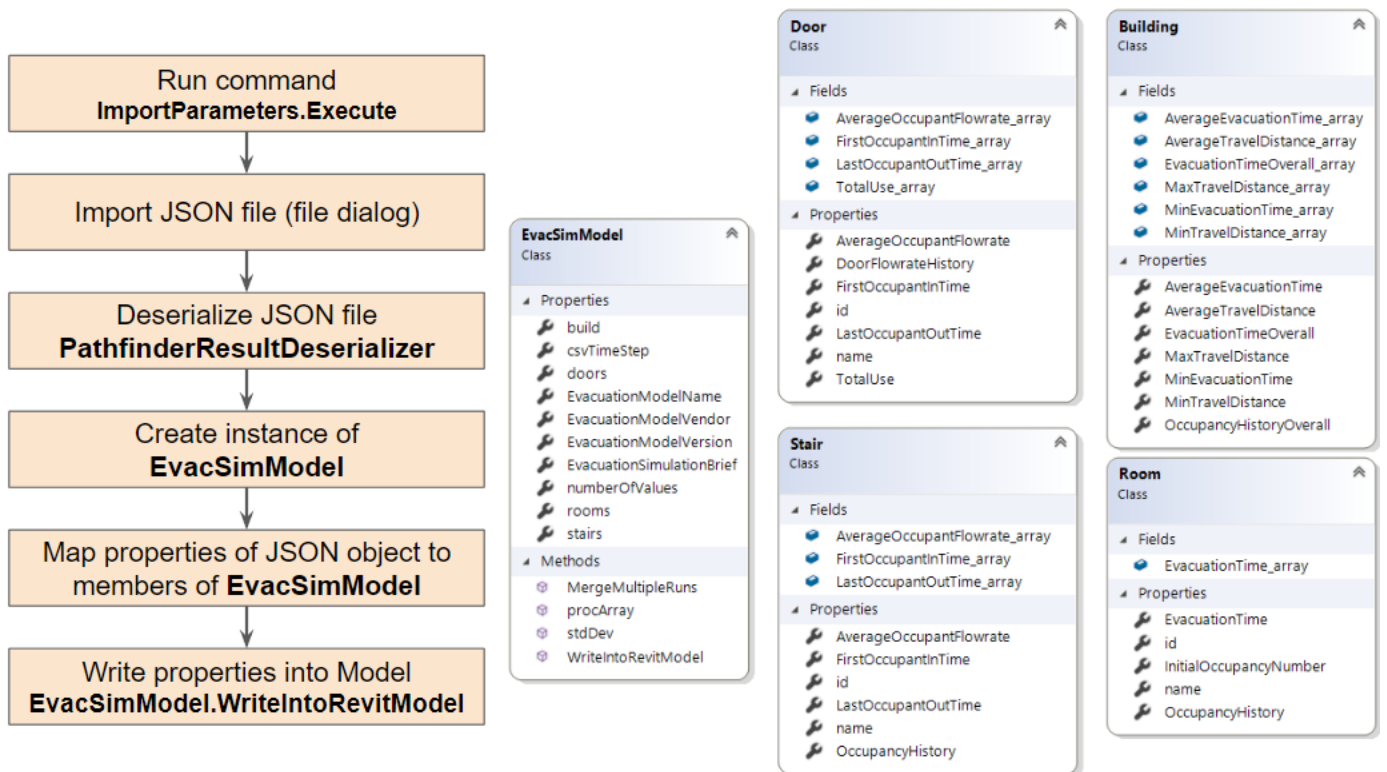 Run command
ImportParameters.Execute
Import JSON file (file dialog)
Deserialize JSON file
PathfinderResultDeserializer
Create instance of
EvacSimModel
Map properties of JSON object to
members of EvacSimModel
Write properties into Model
EvacSimModel.WriteIntoRevitModel
EvacSimModel
Class
Properties
build
csvTimeStep
doors
EvacuationModelName
EvacuationModelVendor
EvacuationModelVersion
EvacuationSimulationBrief
numberOfValues
rooms
stairs
Methods
MergeMultipleRuns
procArray
stdDev
WriteIntoRevitModel
Door
Class
Fields
AverageOccupantFlowrate_array
FirstOccupantInTime_array
LastOccupantOutTime_array
TotalUse_array
Properties
AverageOccupantFlowrate
DoorFlowrateHistory
FirstOccupantInTime
id
LastOccupantOutTime
name
TotalUse
Stair
Class
Fields
AverageOccupantFlowrate_array
FirstOccupantInTime_array
LastOccupantOutTime_array
Properties
AverageOccupantFlowrate
FirstOccupantInTime
id
LastOccupantOutTime
name
OccupancyHistory
Building
Class
Fields
AverageEvacuationTime_array
AverageTravelDistance_array
EvacuationTimeOverall_array
MaxTravelDistance_array
MinEvacuationTime_array
MinTravelDistance_array
Properties
AverageEvacuationTime
AverageTravelDistance
EvacuationTimeOverall
MaxTravelDistance
MinEvacuationTime
MinTravelDistance
OccupancyHistoryOverall
Room
Class
Fields
EvacuationTime_array
Properties
EvacuationTime
id
InitialOccupancyNumber
name
OccupancyHistory